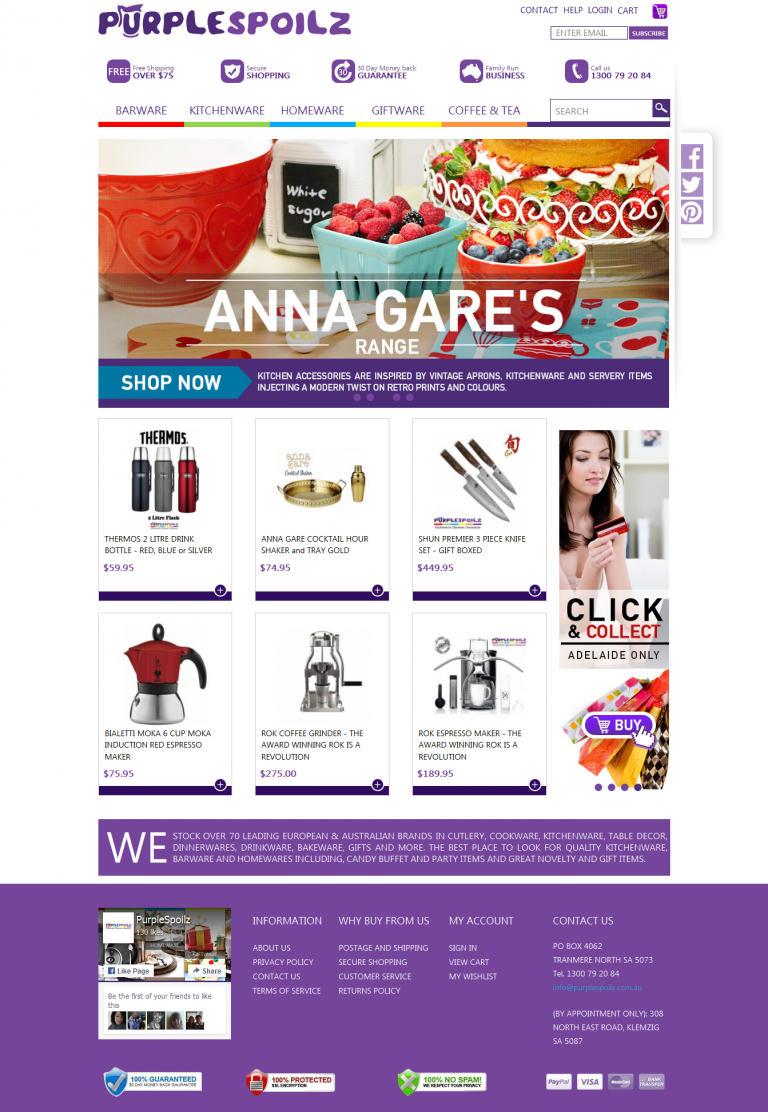 PURPLESPOILZ
CONTACT HELP LOGIN CART
ENTER EMAIL SUBSCRIBE
FREE Free Shipping
OVER $75
Secure
SHOPPING
30 30 Day Money back
GUARANTEE
Family Run
BUSINESS
Call us
1300 79 20 84
BARWARE KITCHENWARE HOMEWARE GIFTWARE COFFEE & TEA SEARCH
White
sugar
ANNA GARE'S
RANGE
SHOP NOW
KITCHEN ACCESSORIES ARE INSPIRED BY VINTAGE APRONS, KITCHENWARE AND SERVERY ITEMS
INJECTING A MODERN TWIST ON RETRO PRINTS AND COLOURS.
THERMOS.
2 Litre Flask
PURPLESPOILZ
THERMOS 2 LITRE DRINK
BOTTLE - RED, BLUE or SILVER
$59.95
anna
gare
Cocktail Shaker
ANNA GARE COCKTAIL HOUR
SHAKER and TRAY GOLD
$74.95
旬
PURPLESPOILZ
SHUN PREMIER 3 PIECE KNIFE
SET - GIFT BOXED
$449.95
CLICK
& COLLECT
ADELAIDE ONLY
BUY
BIALETTI MOKA 6 CUP MOKA
INDUCTION RED ESPRESSO
MAKER
$75.95
ROK COFFEE GRINDER - THE
AWARD WINNING ROK IS A
REVOLUTION
$275.00
PURPLESPOILZ
ROK ESPRESSO MAKER - THE
AWARD WINNING ROK IS A
REVOLUTION
$189.95
WE STOCK OVER 70 LEADING EUROPEAN & AUSTRALIAN BRANDS IN CUTLERY, COOKWARE, KITCHENWARE, TABLE DECOR,
DINNERWARES, DRINKWARE, BAKEWARE, GIFTS AND MORE. THE BEST PLACE TO LOOK FOR QUALITY KITCHENWARE,
BARWARE AND HOMEWARES INCLUDING, CANDY BUFFET AND PARTY ITEMS AND GREAT NOVELTY AND GIFT ITEMS.
PurpleSpoilz
130 likes
Like Page Share
Be the first of your friends to like
this
INFORMATION
ABOUT US
PRIVACY POLICY
CONTACT US
TERMS OF SERVICE
WHY BUY FROM US
POSTAGE AND SHIPPING
SECURE SHOPPING
CUSTOMER SERVICE
RETURNS POLICY
MY ACCOUNT
SIGN IN
VIEW CART
MY WISHLIST
CONTACT US
PO BOX 4062
TRANMERE NORTH SA 5073
Tel. 1300 79 20 84
info@purplespoilz.com.au
(BY APPOINTMENT ONLY): 308
NORTH EAST ROAD, KLEMZIG
SA 5087
100% GUARANTEED
30 DAY MONEY BACK GUARANTEE
100% PROTECTED
SSL ENCRYPTION
100% NO SPAM!
WE RESPECT YOUR PRIVACY.
PayPal VISA MasterCard BANK
TRANSFER